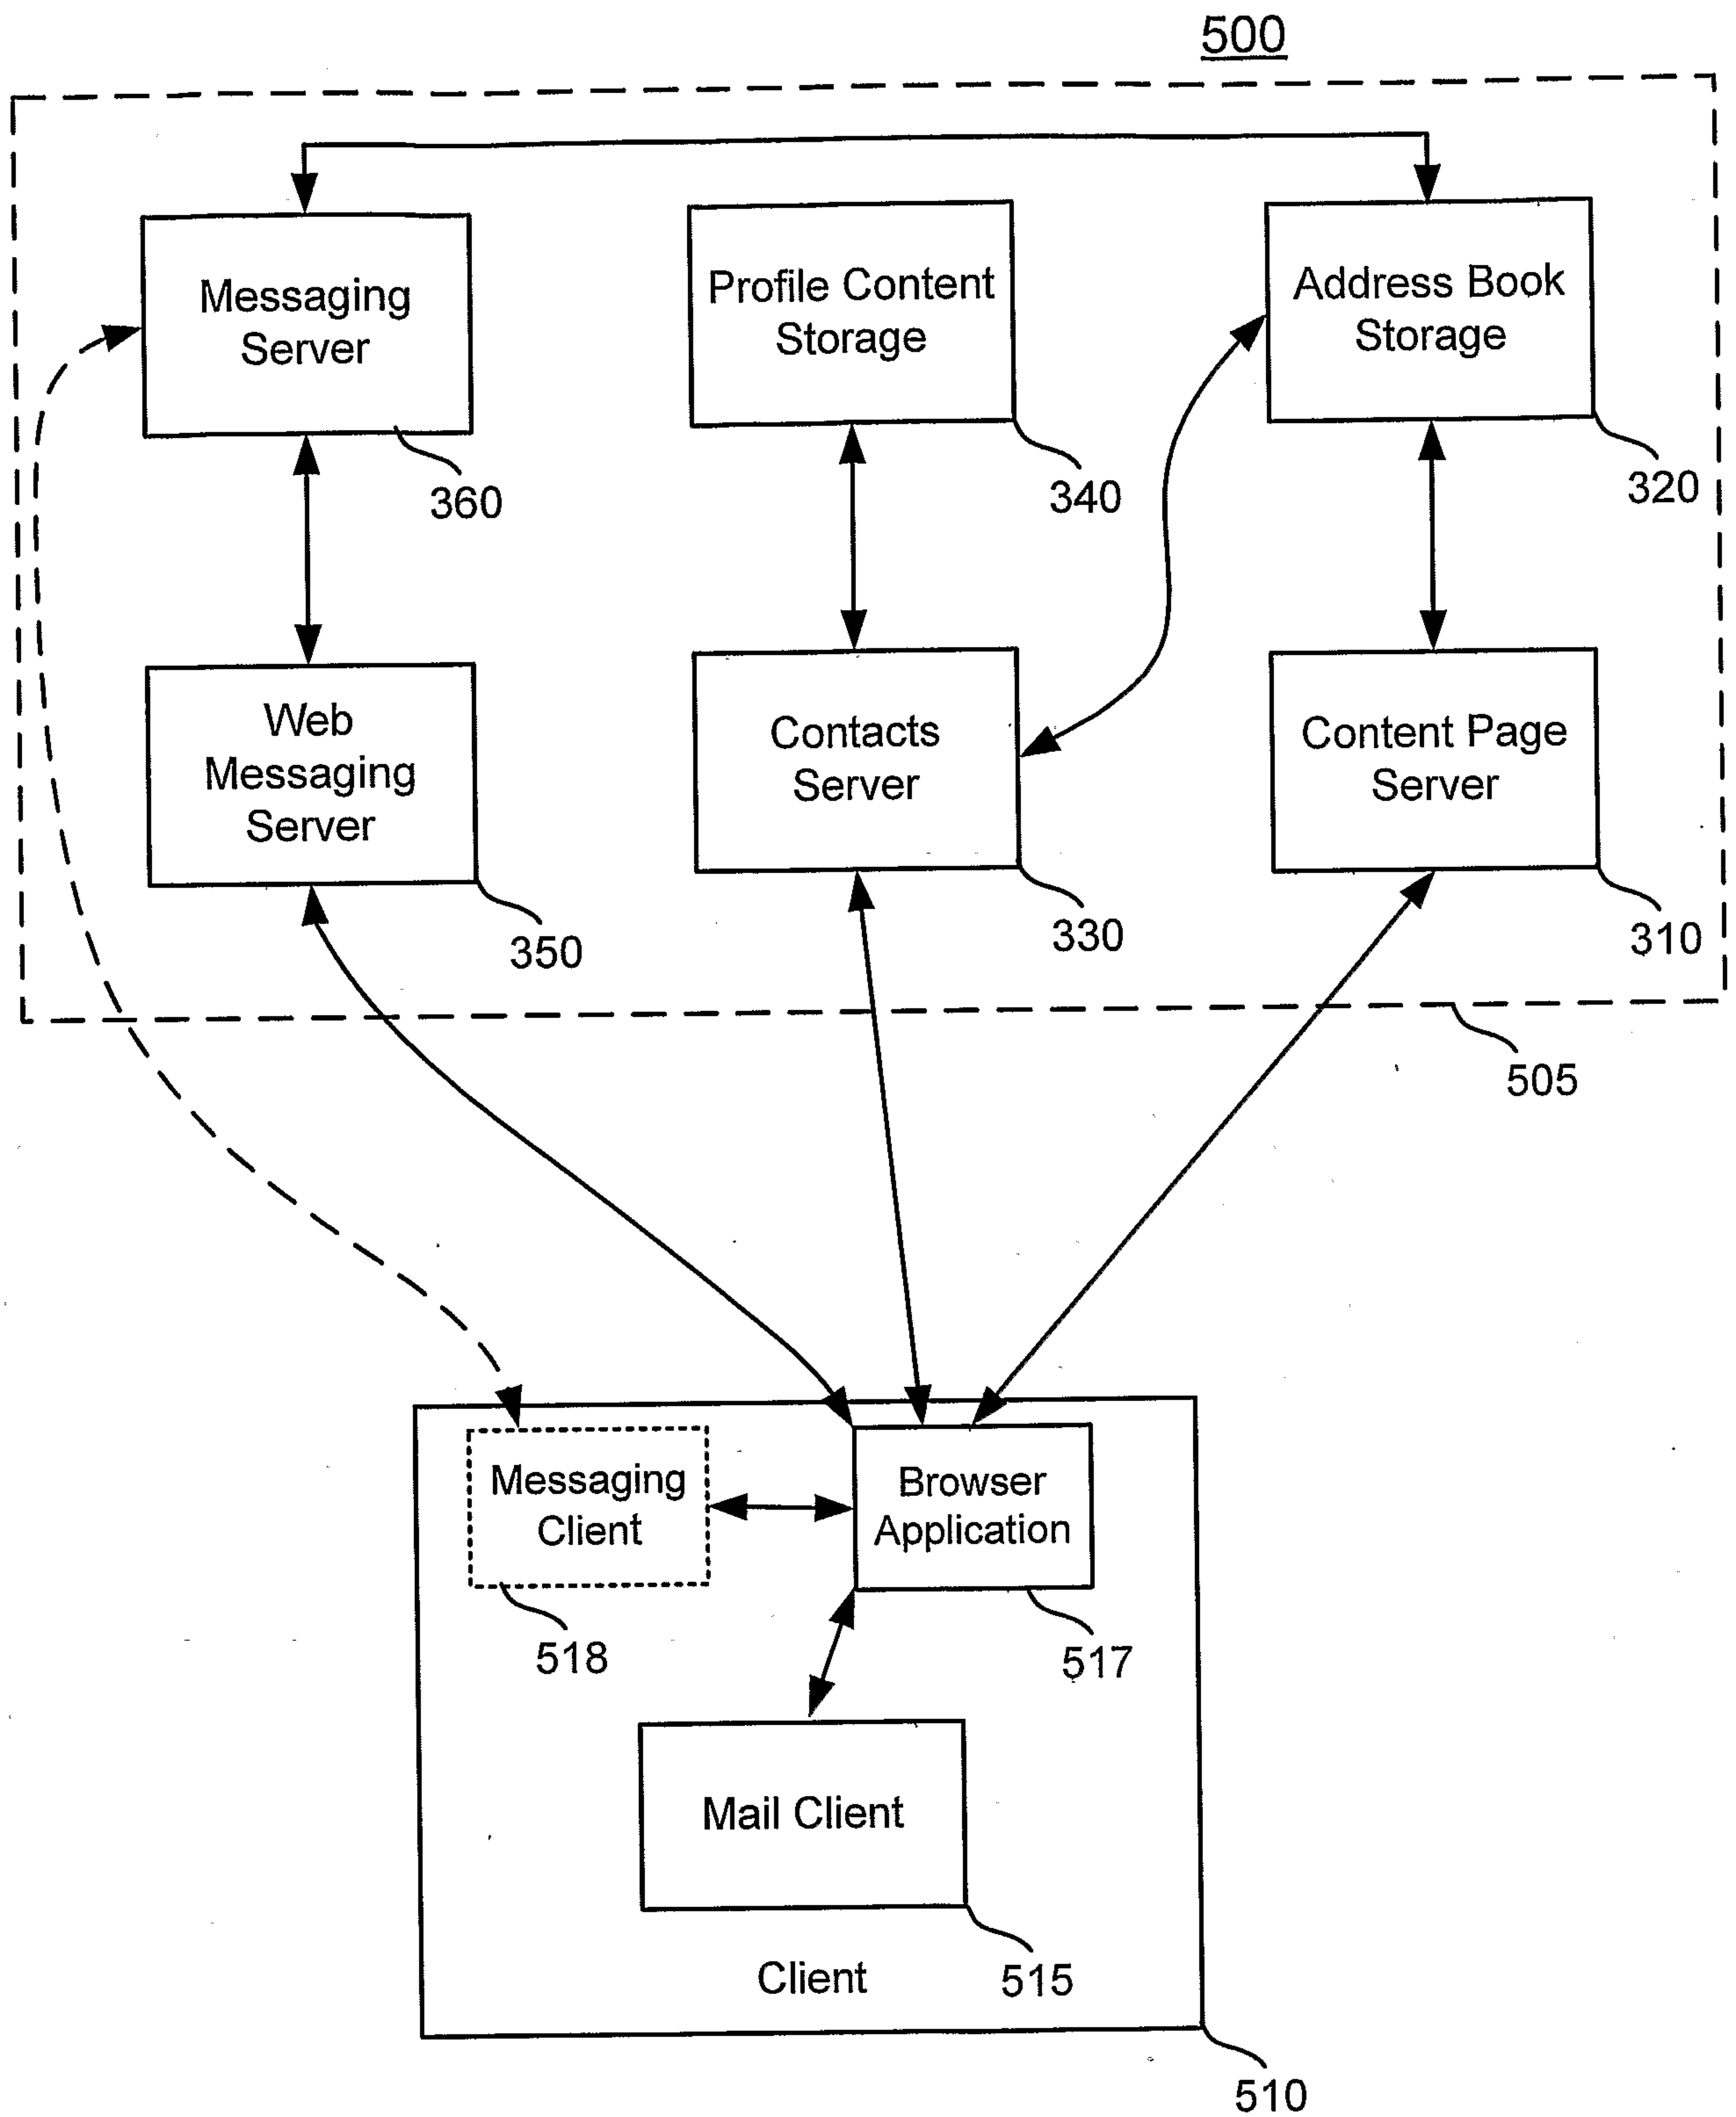 500
Messaging
Server
360
Profile Content
Storage
340
Address Book
Storage
320
Web
Messaging
Server
350
Contacts
Server
330
Content Page
Server
310
505
Messaging
Client
518
Browser
Application
517
Mail Client
515
Client
510